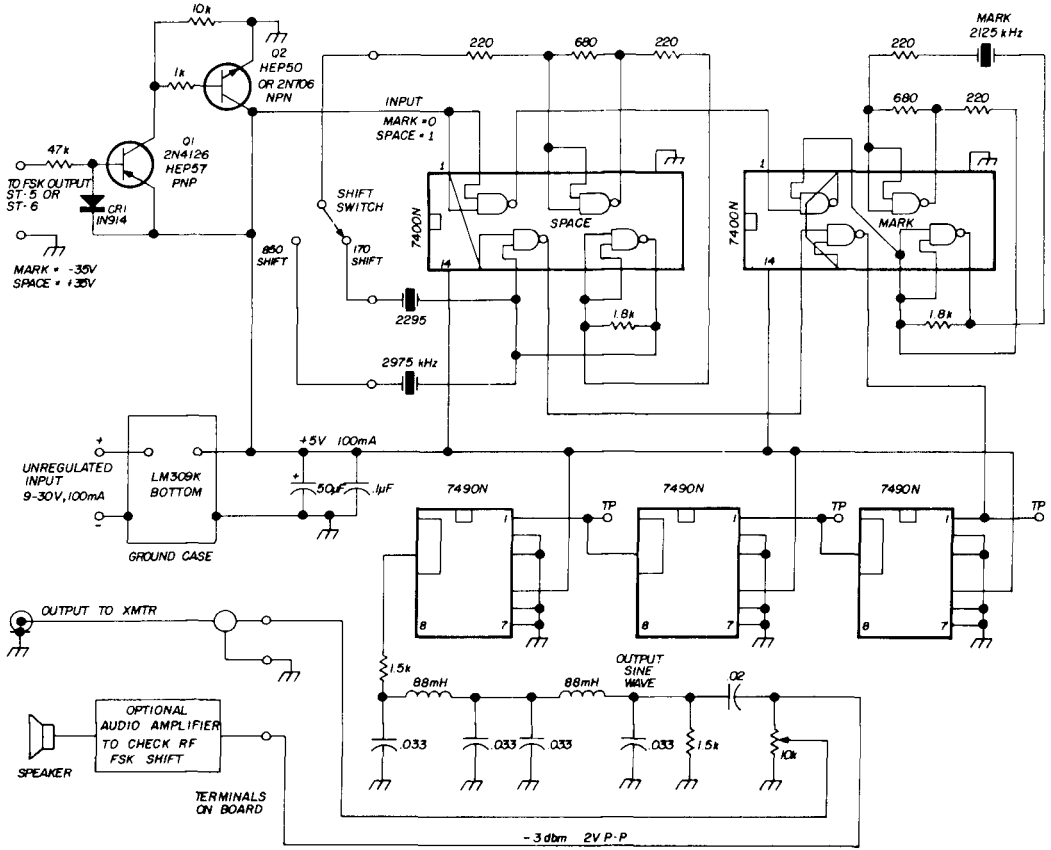 10k
Q2
HEP50
OR 2N706
NPN
1k
Q1
2N4126
HEP57
PNP
47k
TO FSK OUTPUT
ST-5 OR
ST-6
CR1
1N914
MARK = -35V
SPACE = +35V
INPUT
MARK = 0
SPACE = 1
220
680
220
SHIFT
SWITCH
850
SHIFT
170
SHIFT
2295
2975 kHz
1
14
7400N
SPACE
1.8k
MARK
2125 kHz
220
680
220
1
14
7400N
MARK
1.8k
+
UNREGULATED
INPUT
9-30V, 100mA
-
LM309K
BOTTOM
GROUND CASE
+5V 100mA
+
50µF
.1µF
7490N
1
8
7
TP
7490N
1
8
7
TP
7490N
1
8
7
TP
OUTPUT TO XMTR
OPTIONAL
AUDIO AMPLIFIER
TO CHECK RF
FSK SHIFT
SPEAKER
TERMINALS
ON BOARD
1.5k
88mH
88mH
OUTPUT
SINE
WAVE
.02
.033
.033
.033
.033
1.5k
10k
-3 dbm 2V P-P